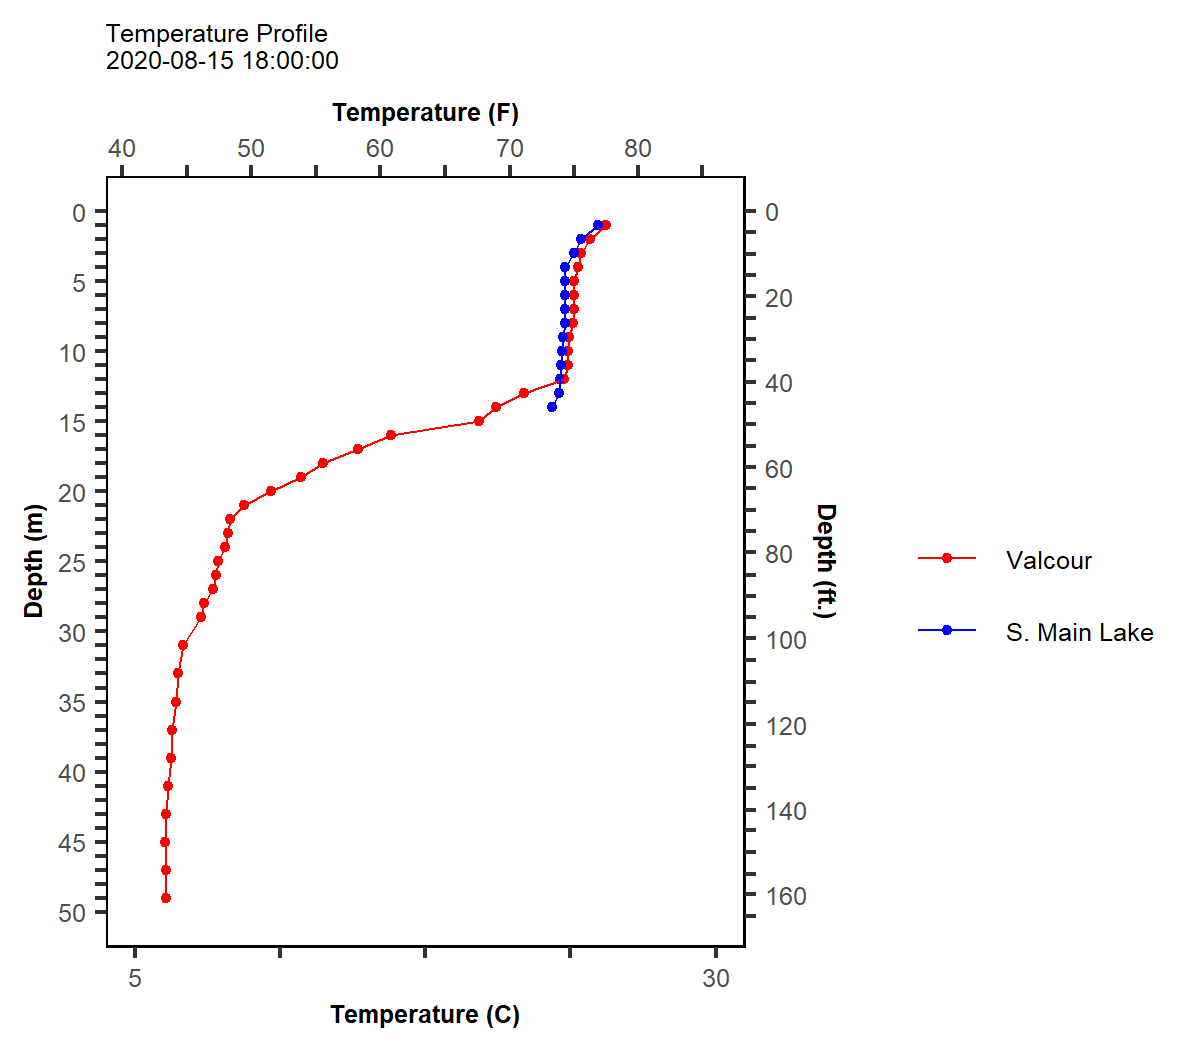 Temperature Profile
2020-08-15 18:00:00
Temperature (F)
40 50 60 70 80
0
5
10
15
20
25
30
35
40
45
50
Depth (m)
0
20
40
60
80
100
120
140
160
Depth (ft.)
Valcour
S. Main Lake
5 30
Temperature (C)